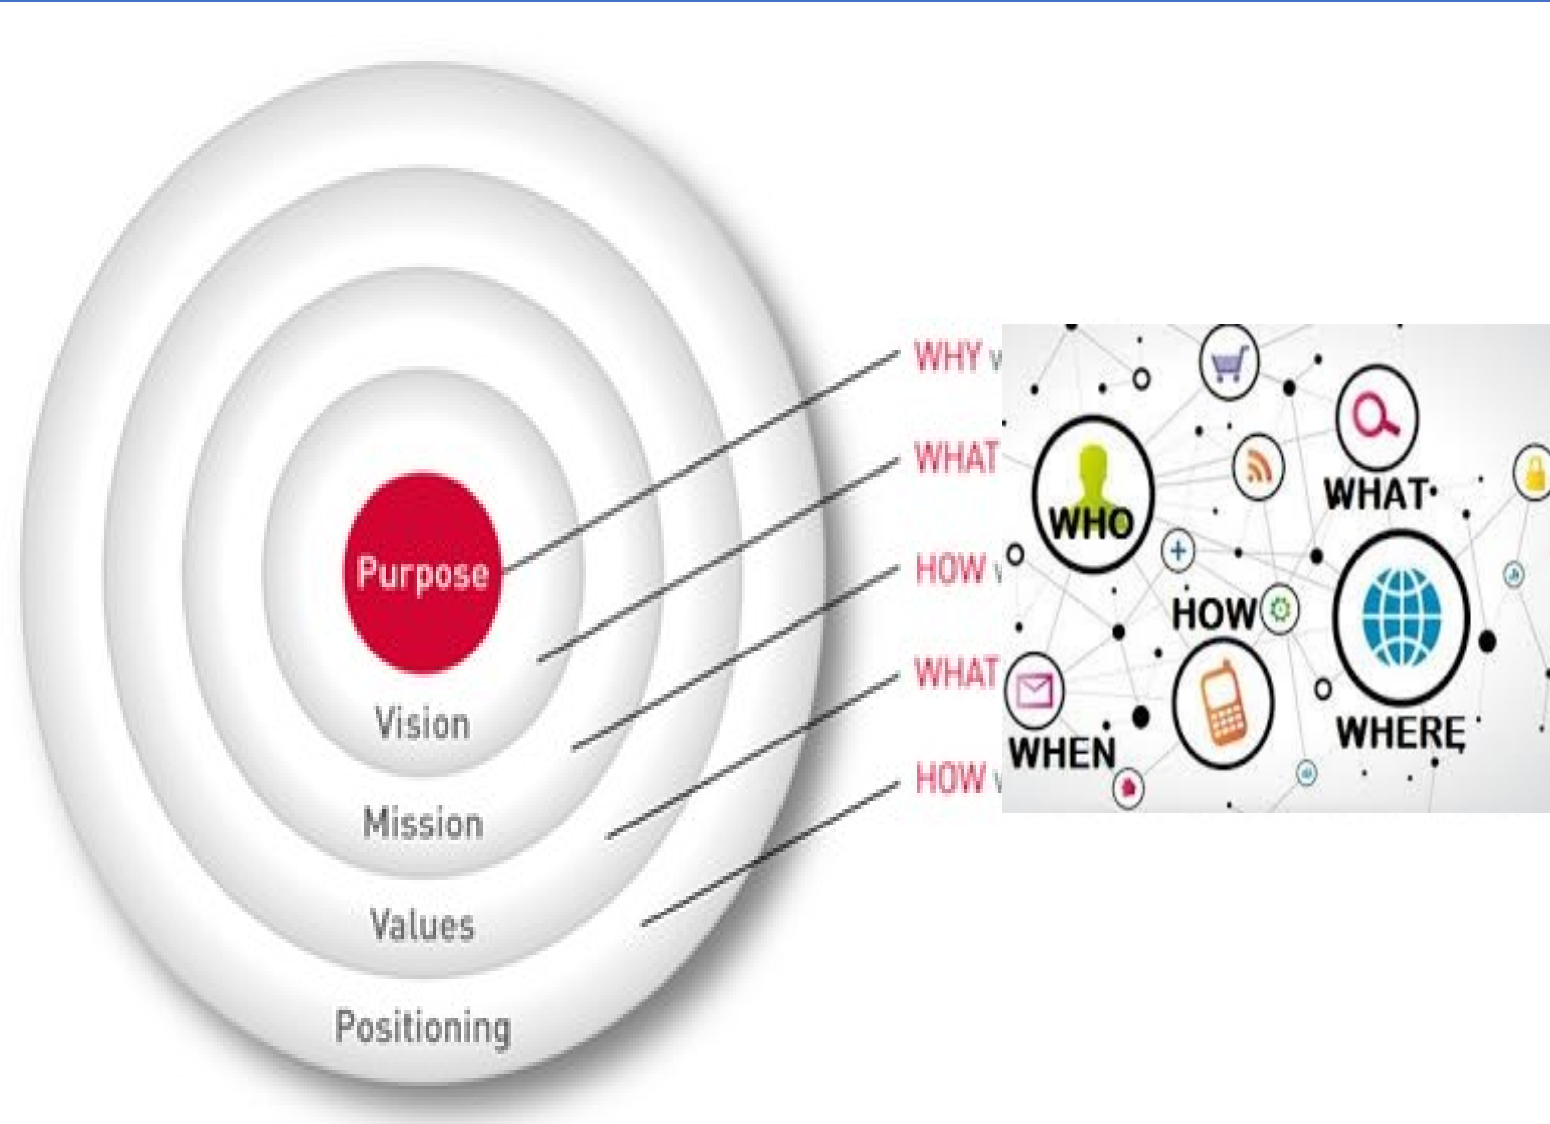 Purpose
Vision
Mission
Values
Positioning
WHY
WHAT
HOW
WHAT
HOW
WHO
WHAT
HOW
WHERE
WHEN